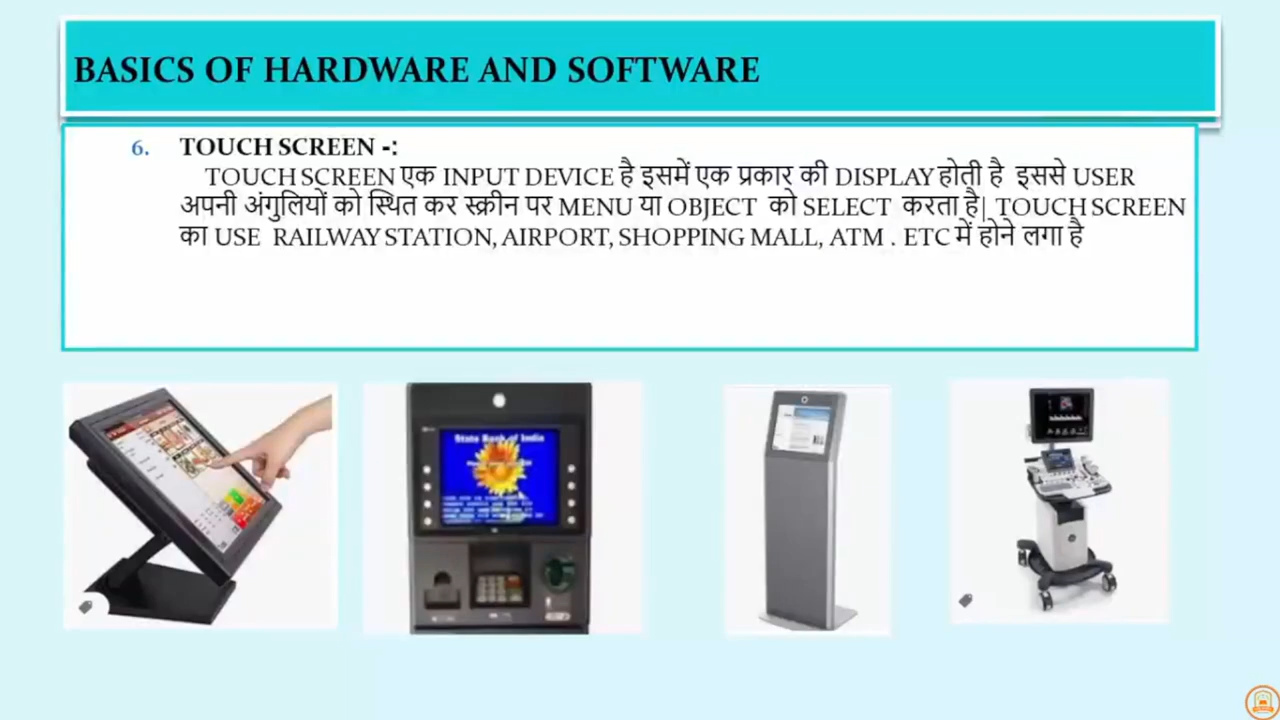 BASICS OF HARDWARE AND SOFTWARE
6. TOUCH SCREEN -:
TOUCH SCREEN एक INPUT DEVICE है इसमें एक प्रकार की DISPLAY होती है इससे USER
अपनी अंगुलियों को स्थित कर स्क्रीन पर MENU या OBJECT को SELECT करता है| TOUCH SCREEN
का USE RAILWAY STATION, AIRPORT, SHOPPING MALL, ATM . ETC में होने लगा है
State Bank of India